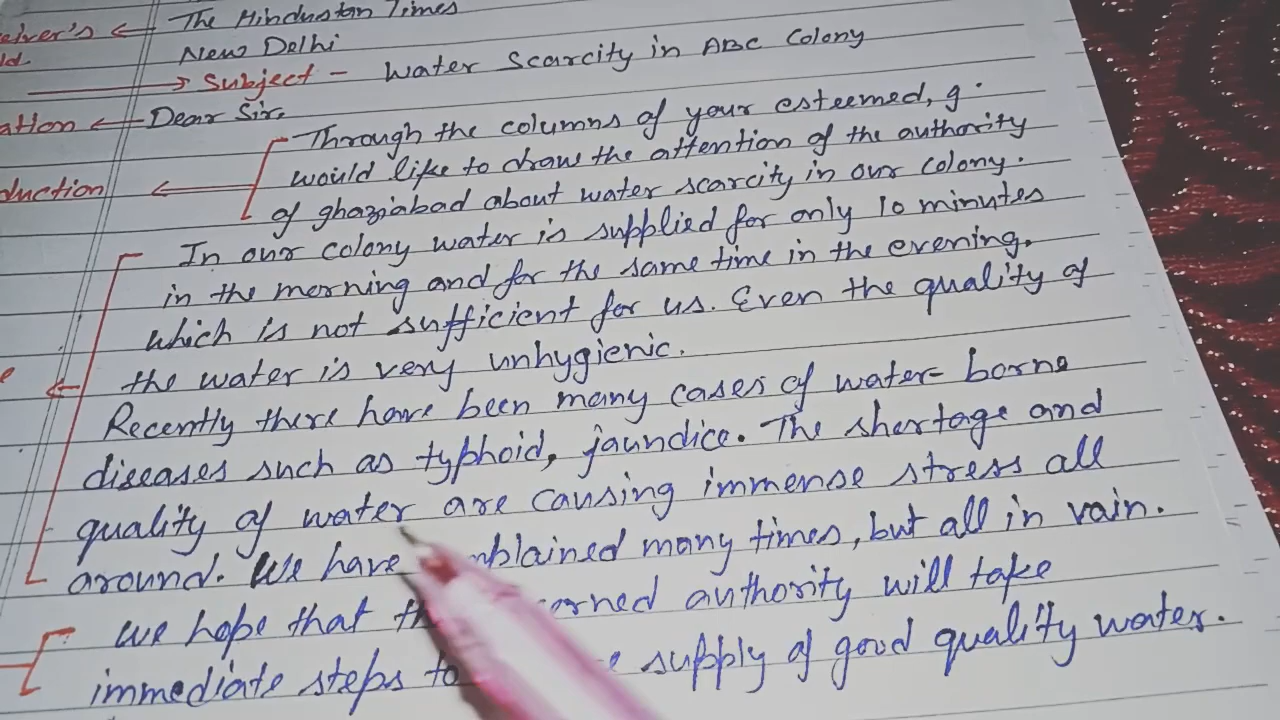 The Hindustan Times
New Delhi
Subject - Water Scarcity in ABC Colony
Dear Sir,
Through the columns of your esteemed, g.
would like to draw the attention of the authority
duction
of ghaziabad about water scarcity in our colony.
In our colony water is supplied for only 10 minutes
in the morning and for the same time in the evening.
which is not sufficient for us. Even the quality of
the water is very unhygienic.
Recently there have been many cases of water-borne
diseases such as typhoid, jaundice. The shortage and
quality of water are causing immense stress all
around. We have mplained many times, but all in vain.
We hope that erned authority will take
immediate steps to supply of good quality water.